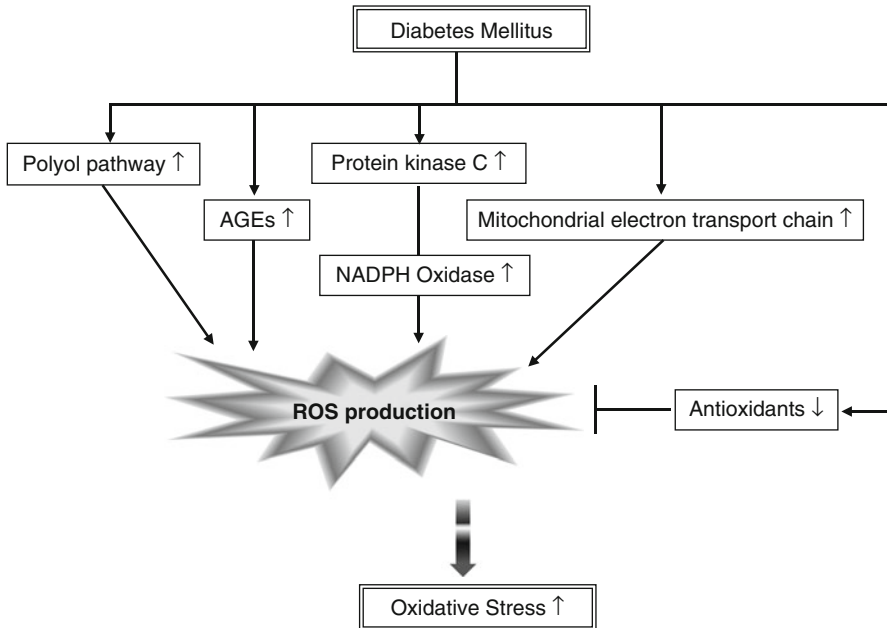 Diabetes Mellitus
Polyol pathway ↑
Protein kinase C ↑
AGEs ↑
Mitochondrial electron transport chain ↑
NADPH Oxidase ↑
ROS production
Antioxidants ↓
Oxidative Stress ↑